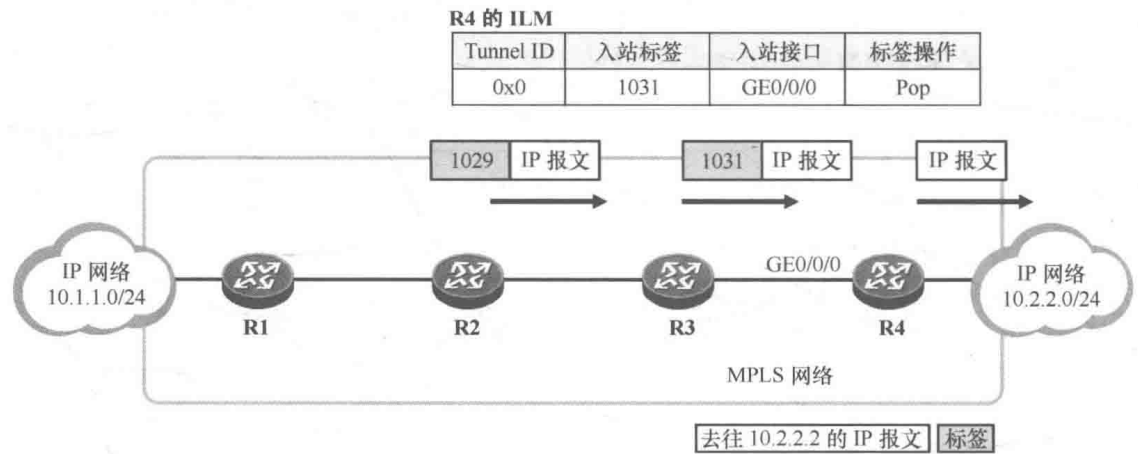 R4 的 ILM
Tunnel ID 入站标签 入站接口 标签操作
0x0 1031 GE0/0/0 Pop
1029 IP 报文 1031 IP 报文 IP 报文
IP 网络
10.1.1.0/24
GE0/0/0
IP 网络
10.2.2.0/24
R1 R2 R3 R4
MPLS 网络
去往 10.2.2.2 的 IP 报文 标签